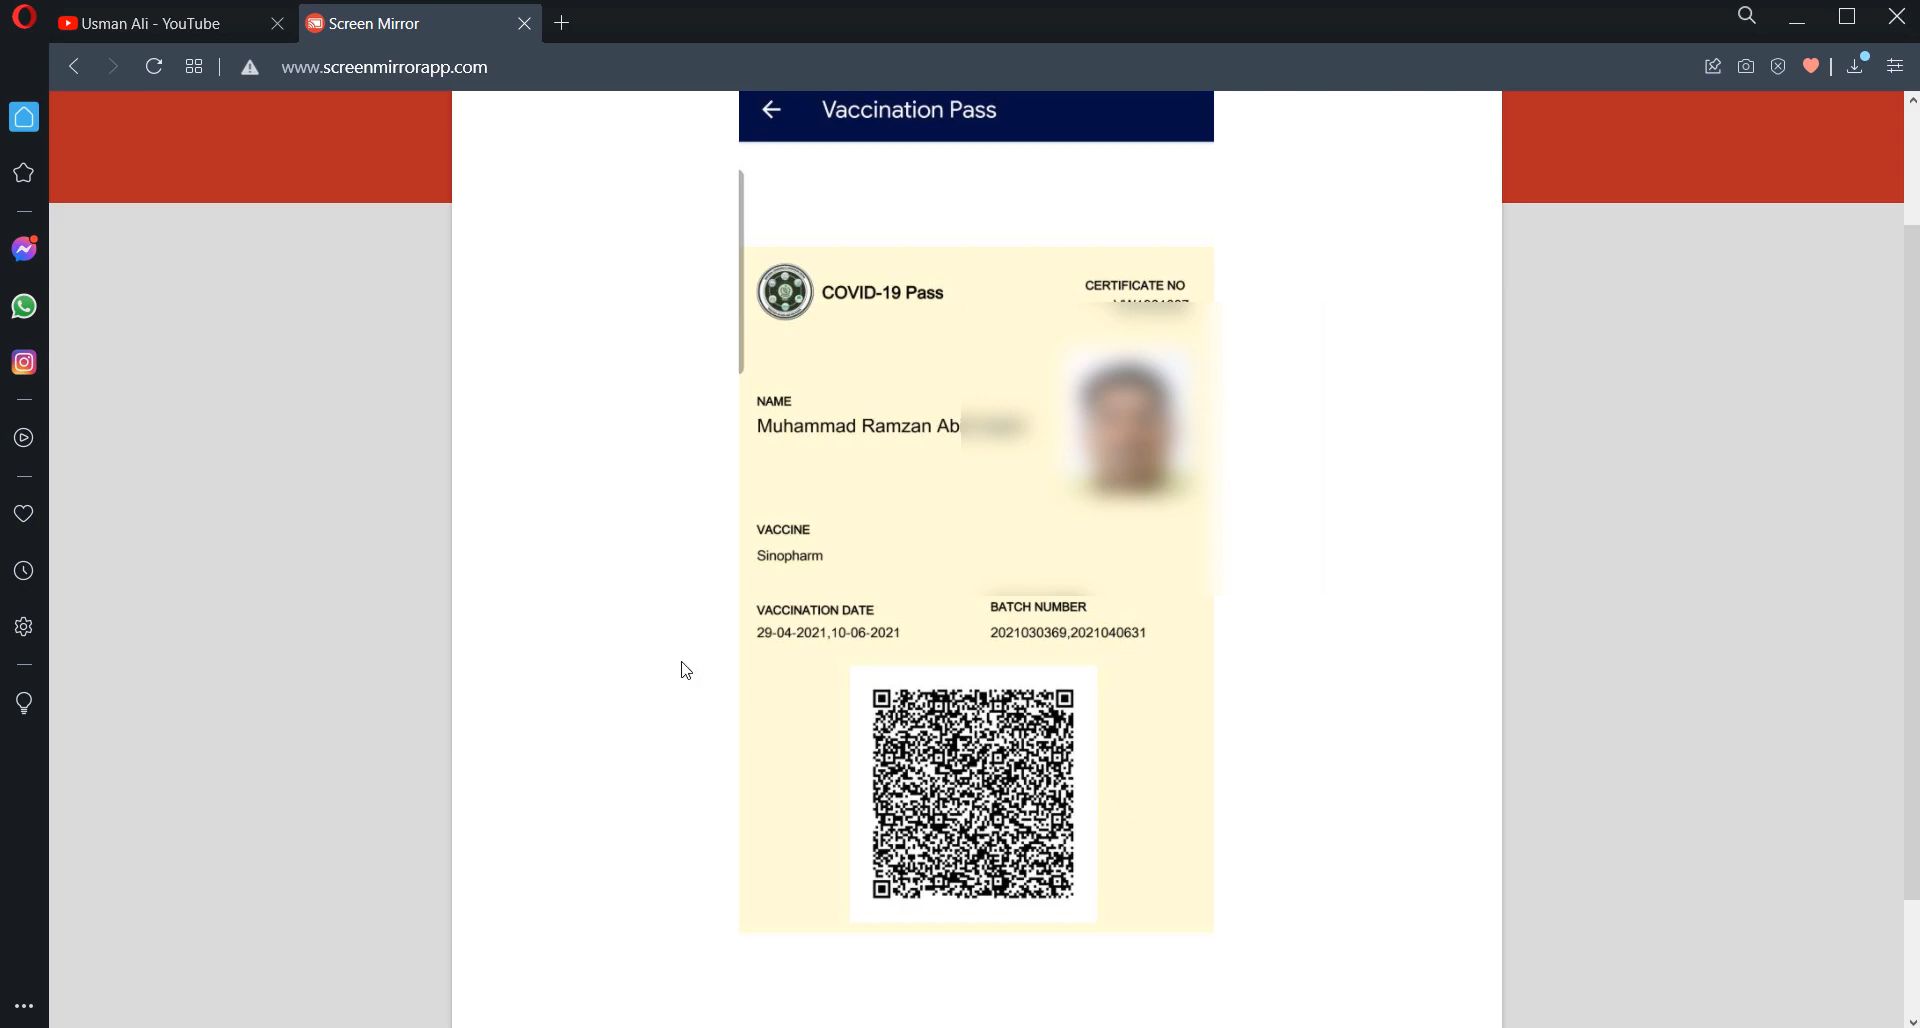 Usman Ali - YouTube
Screen Mirror
www.screenmirrorapp.com
Vaccination Pass
COVID-19 Pass
CERTIFICATE NO
NAME
Muhammad Ramzan
VACCINE
Sinopharm
VACCINATION DATE
29-04-2021,10-06-2021
BATCH NUMBER
2021030369,2021040631